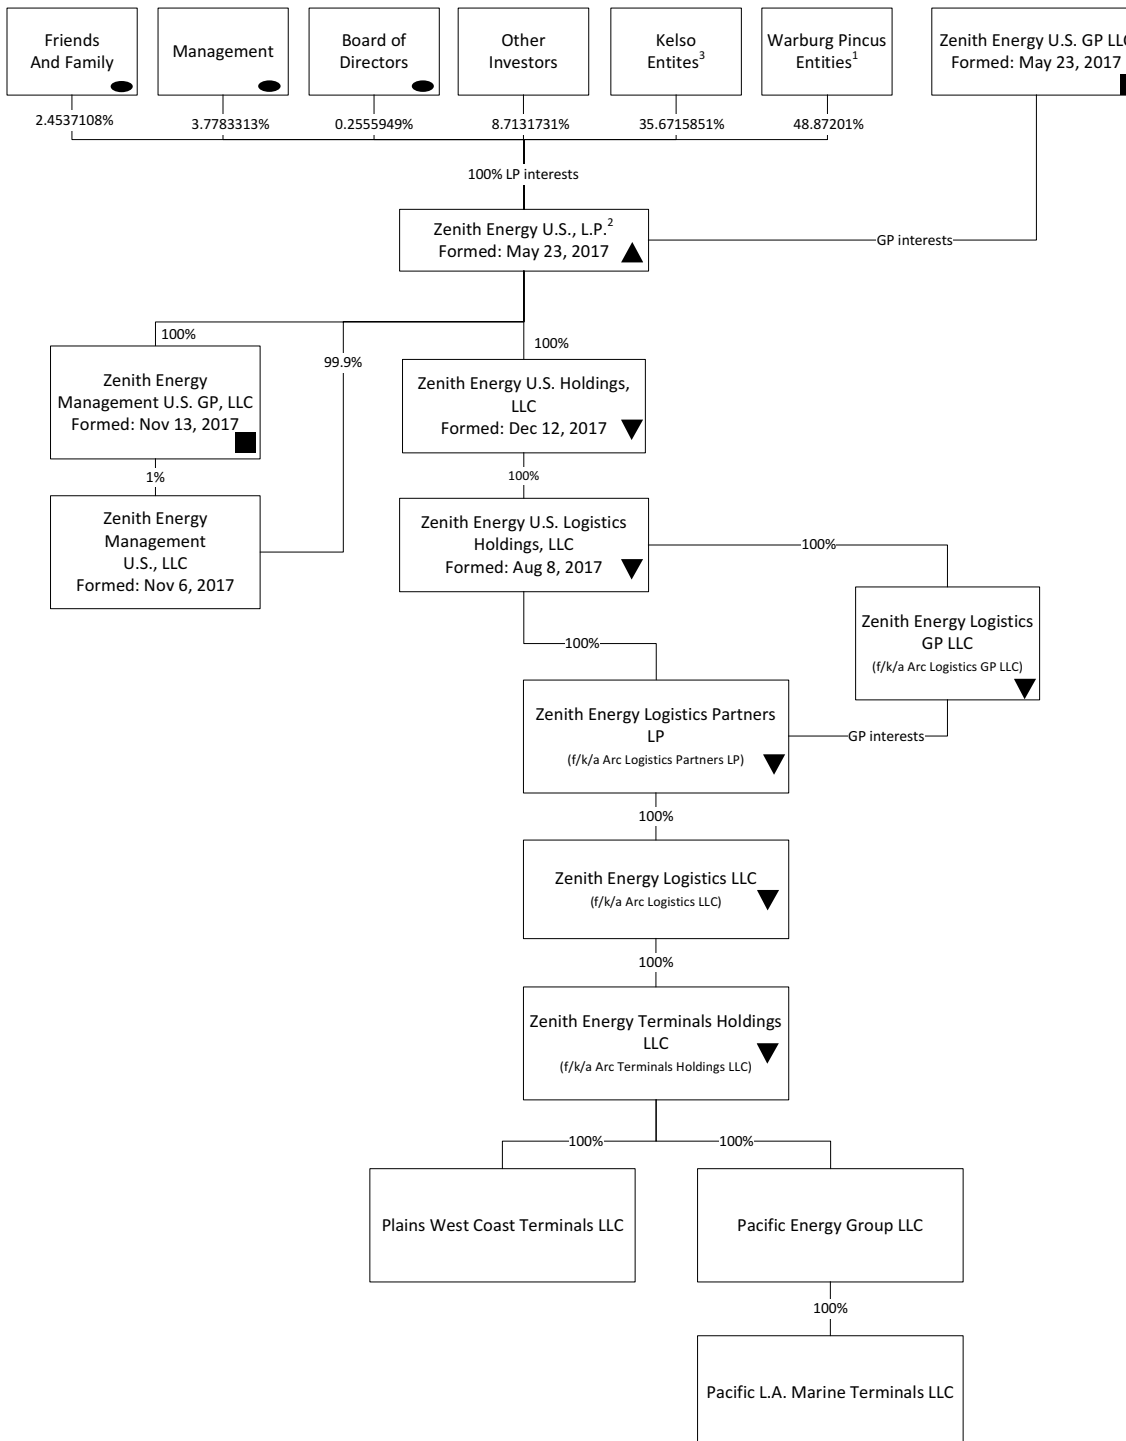 Friends
And Family
Management
Board of
Directors
Other
Investors
Kelso
Entites3
Warburg Pincus
Entities1
Zenith Energy U.S. GP LLC
Formed: May 23, 2017
2.4537108%
3.7783313%
0.2555949%
8.7131731%
35.6715851%
48.87201%
100% LP interests
Zenith Energy U.S., L.P.2
Formed: May 23, 2017
GP interests
100%
99.9%
100%
Zenith Energy
Management U.S. GP, LLC
Formed: Nov 13, 2017
Zenith Energy U.S. Holdings,
LLC
Formed: Dec 12, 2017
1%
100%
Zenith Energy
Management
U.S., LLC
Formed: Nov 6, 2017
Zenith Energy U.S. Logistics
Holdings, LLC
Formed: Aug 8, 2017
100%
Zenith Energy Logistics
GP LLC
(f/k/a Arc Logistics GP LLC)
100%
Zenith Energy Logistics Partners
LP
(f/k/a Arc Logistics Partners LP)
GP interests
100%
Zenith Energy Logistics LLC
(f/k/a Arc Logistics LLC)
100%
Zenith Energy Terminals Holdings
LLC
(f/k/a Arc Terminals Holdings LLC)
100%
100%
Plains West Coast Terminals LLC
Pacific Energy Group LLC
100%
Pacific L.A. Marine Terminals LLC